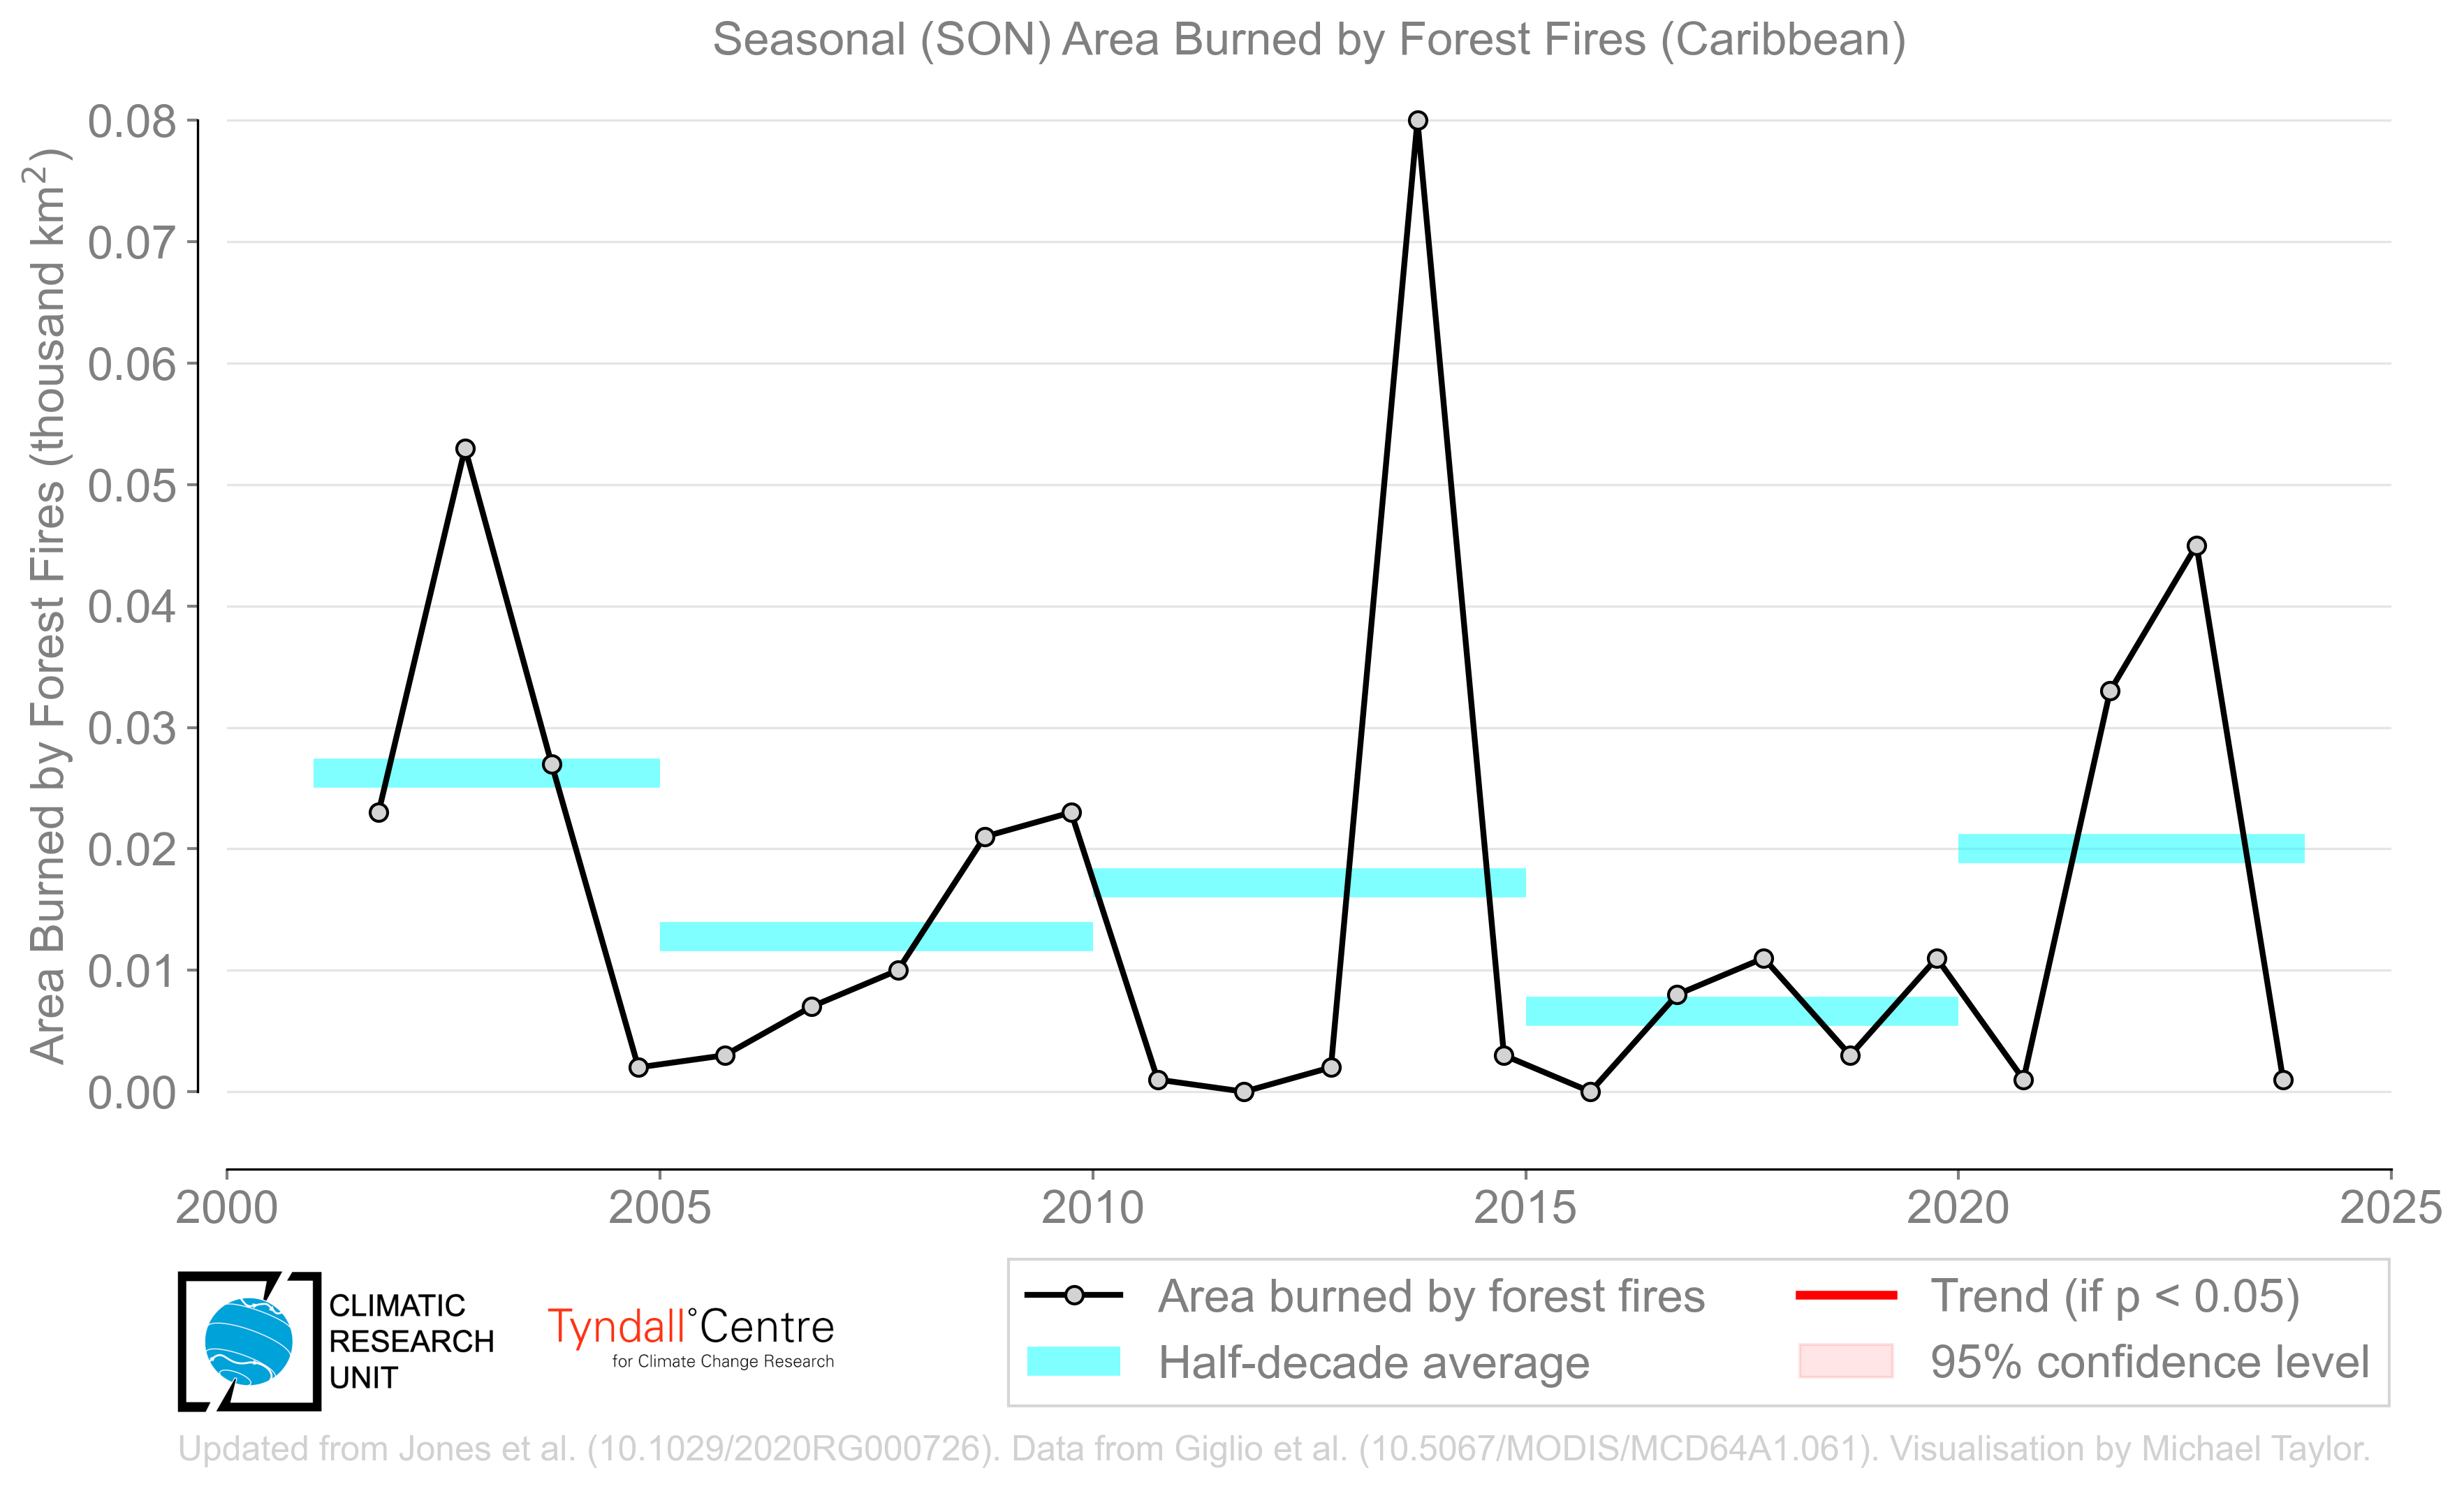 Seasonal (SON) Area Burned by Forest Fires (Caribbean)
Area Burned by Forest Fires (thousand km²)
0.08
0.07
0.06
0.05
0.04
0.03
0.02
0.01
0.00
2000 2005 2010 2015 2020 2025
CLIMATIC
RESEARCH
UNIT
Tyndall°Centre
for Climate Change Research
Area burned by forest fires
Half-decade average
Trend (if p < 0.05)
95% confidence level
Updated from Jones et al. (10.1029/2020RG000726). Data from Giglio et al. (10.5067/MODIS/MCD64A1.061). Visualisation by Michael Taylor.